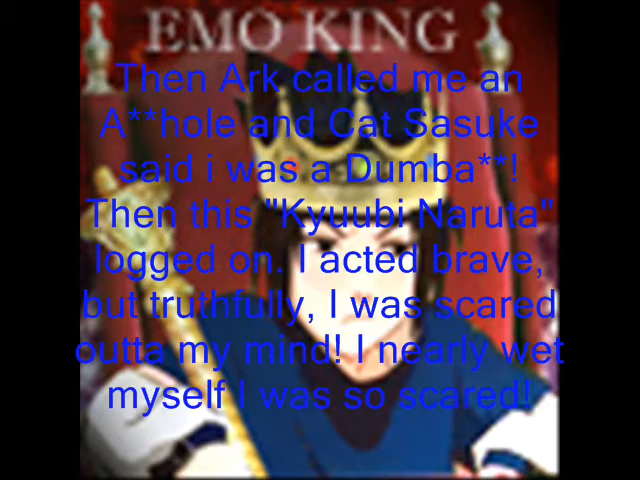 EMO KING
Then Ark called me an
A**hole and Cat Sasuke
said i was a Dumba**!
Then this "Kyuubi Naruta"
logged on. I acted brave,
but truthfully, I was scared
outta my mind! I nearly wet
myself I was so scared!